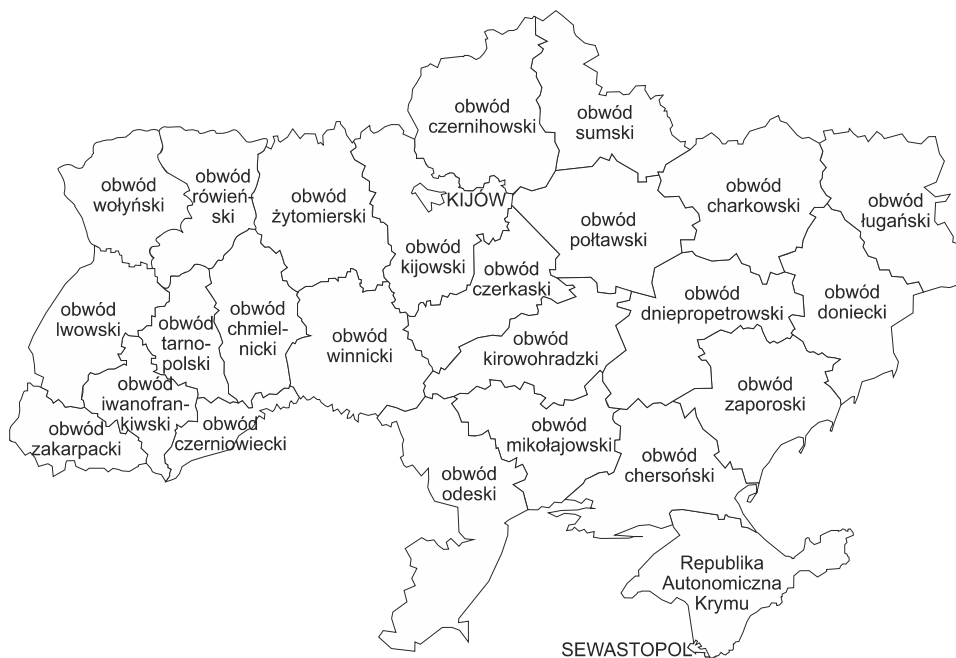 obwód
czernihowski
obwód
sumski
obwód
wołyński
obwód
rówień-
ski
obwód
żytomierski
KIJÓW
obwód
kijowski
obwód
połtawski
obwód
charkowski
obwód
ługański
obwód
lwowski
obwód
tarno-
polski
obwód
chmiel-
nicki
obwód
winnicki
obwód
czerkaski
obwód
kirowohradzki
obwód
dniepropetrowski
obwód
doniecki
obwód
zakarpacki
obwód
iwanofran-
kiwski
obwód
czerniowiecki
obwód
odeski
obwód
mikołajowski
obwód
chersoński
obwód
zaporoski
Republika
Autonomiczna
Krymu
SEWASTOPOL